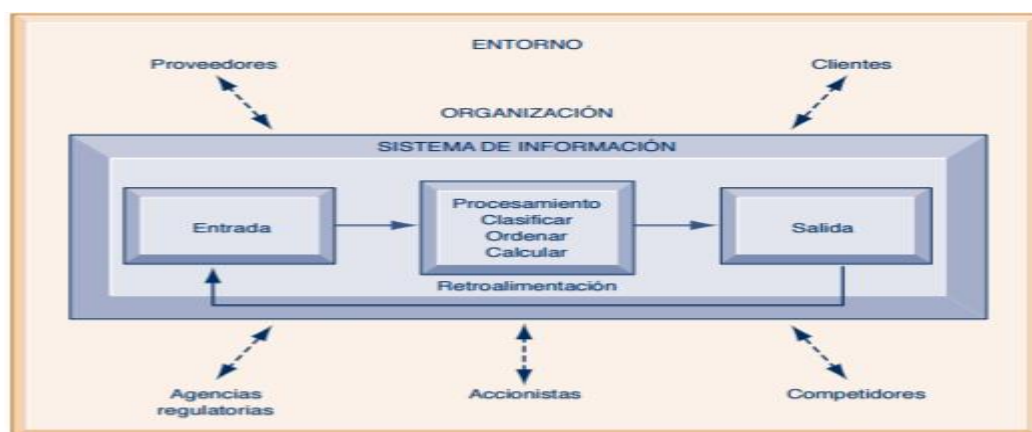 ENTORNO
Proveedores
Clientes
ORGANIZACIÓN
SISTEMA DE INFORMACIÓN
Entrada
Procesamiento
Clasificar
Ordenar
Calcular
Salida
Retroalimentación
Agencias
regulatorias
Accionistas
Competidores